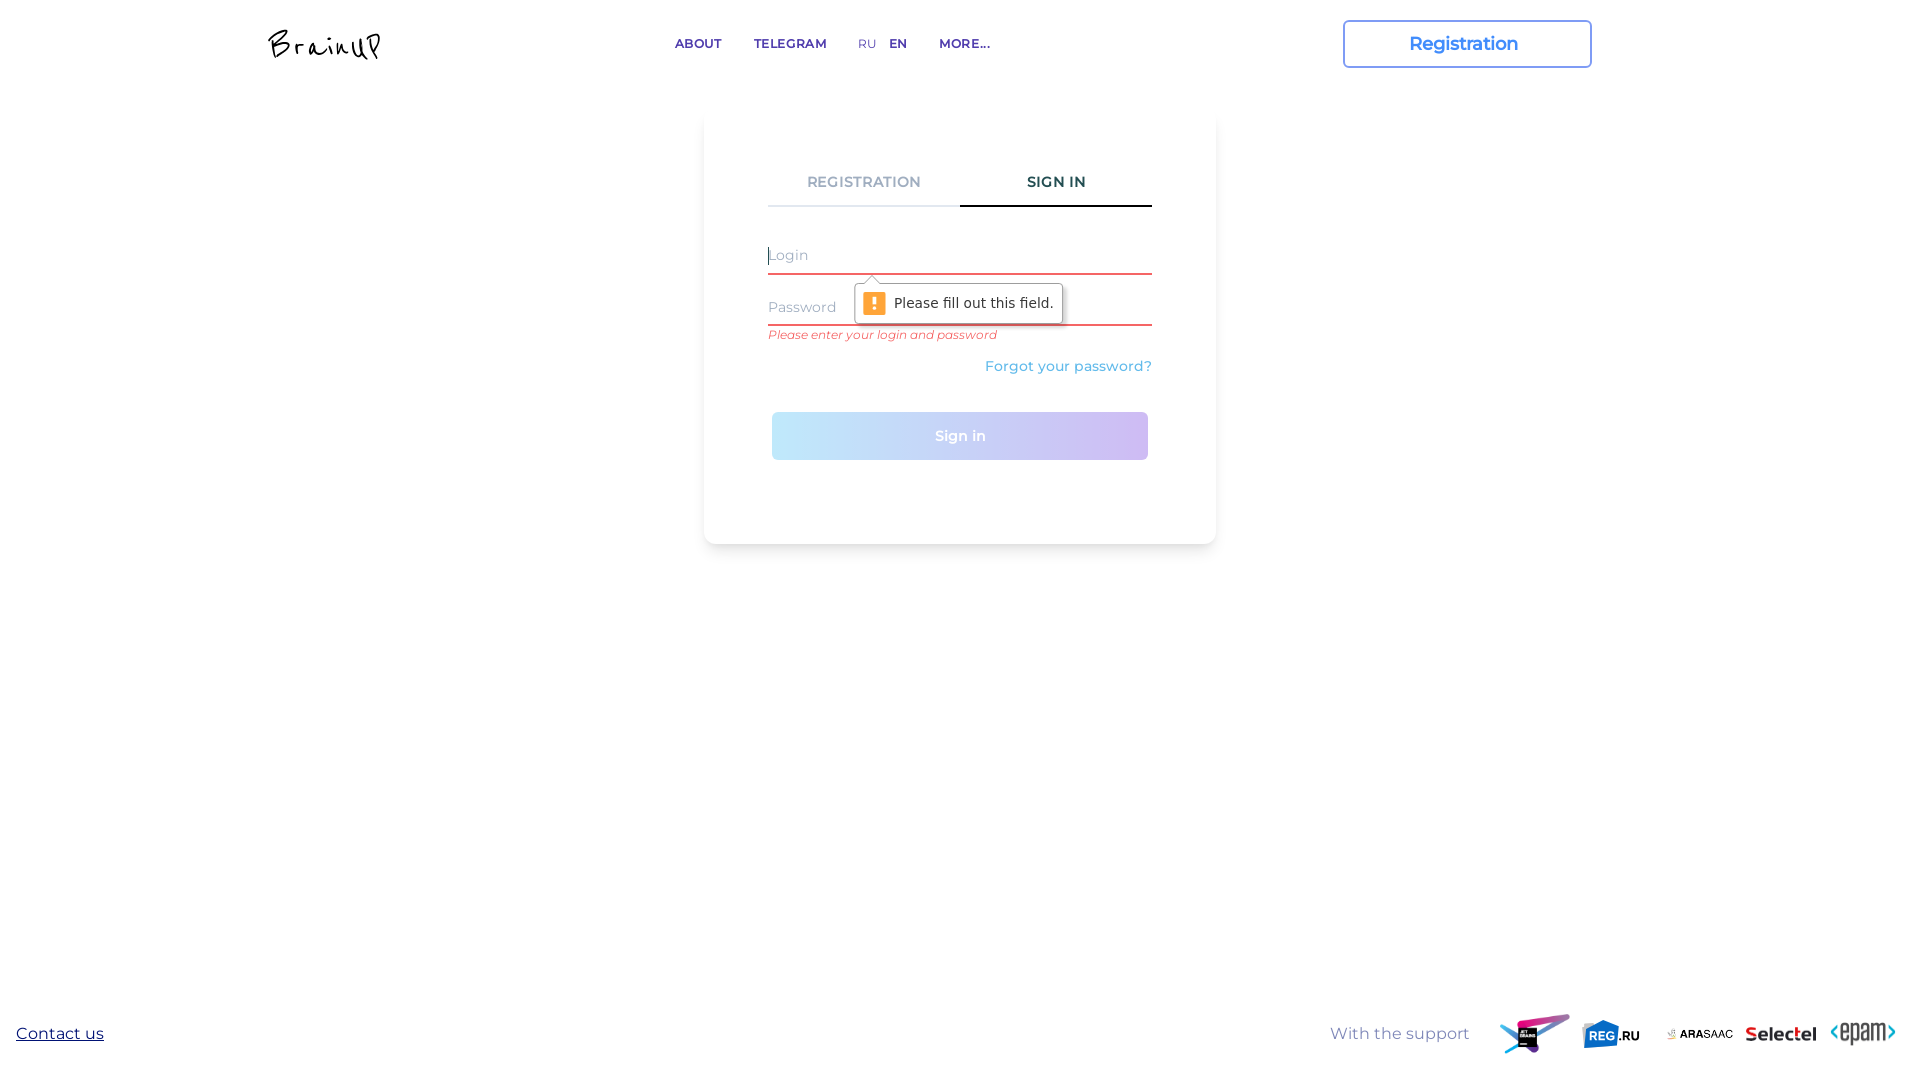 BrainUP
ABOUT TELEGRAM RU EN MORE...
Registration
REGISTRATION SIGN IN
Login
Please fill out this field.
Password
Please enter your login and password
Forgot your password?
Sign in
Contact us
With the support
JET BRAINS
REG.RU
ARASAAC
Selectel
<epam>